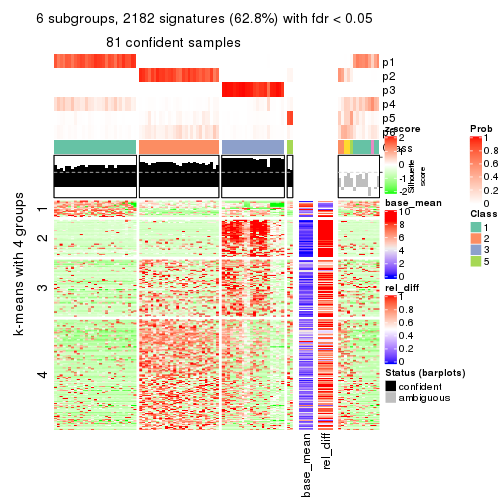 6 subgroups, 2182 signatures (62.8%) with fdr < 0.05
81 confident samples
p1
p2
p3
p4
p5
p6
Class
z-score
2
1
0
-1
-2
Silhouette
score
Prob
1
0.8
0.6
0.4
0.2
0
base_mean
10
8
6
4
2
0
Class
1
2
3
5
rel_diff
1
0.8
0.6
0.4
0.2
0
Status (barplots)
confident
ambiguous
k-means with 4 groups
1
2
3
4
base_mean
rel_diff